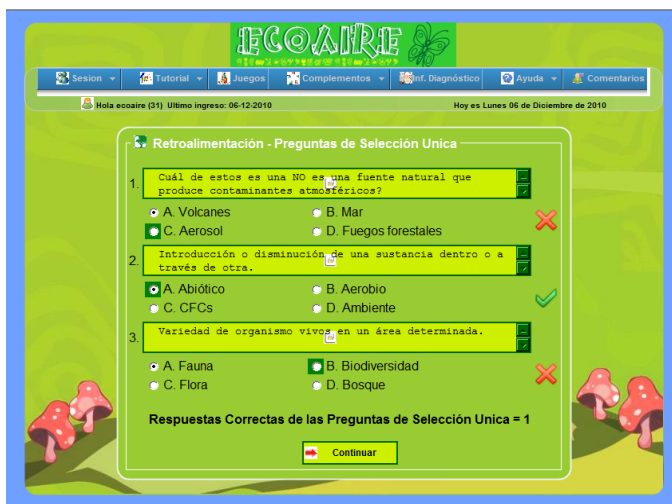 ECOAIRE
Sesion Tutorial Juegos Complementos Inf. Diagnóstico Ayuda Comentarios
Hola ecoaire (31) Ultimo ingreso: 06-12-2010 Hoy es Lunes 06 de Diciembre de 2010
Retroalimentación - Preguntas de Selección Unica
1. Cuál de estos es una NO es una fuente natural que
produce contaminantes atmosféricos?
A. Volcanes B. Mar
C. Aerosol D. Fuegos forestales
2. Introducción o disminución de una sustancia dentro o a
través de otra.
A. Abiótico B. Aerobio
C. CFCs D. Ambiente
3. Variedad de organismo vivos en un área determinada.
A. Fauna B. Biodiversidad
C. Flora D. Bosque
Respuestas Correctas de las Preguntas de Selección Unica = 1
Continuar